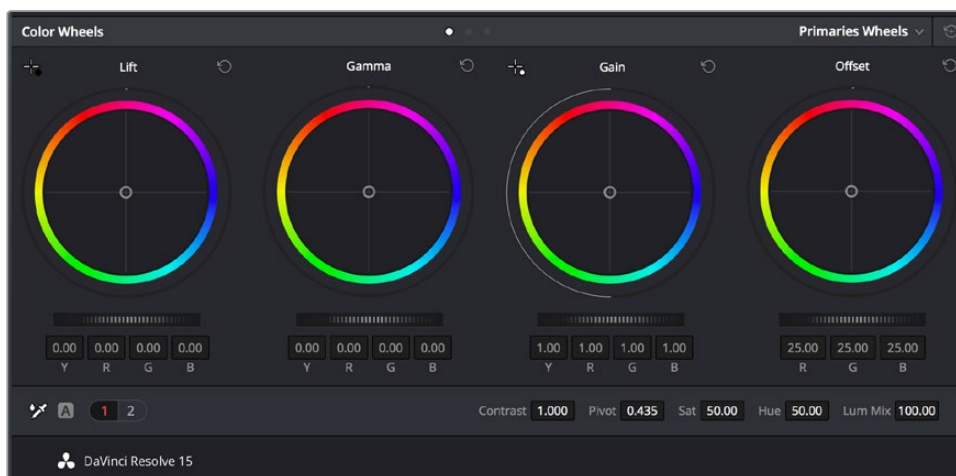 Color Wheels Primaries Wheels
Lift Gamma Gain Offset
0.00 0.00 0.00 0.00 0.00 0.00 0.00 0.00 1.00 1.00 1.00 1.00 25.00 25.00 25.00
Y R G B Y R G B Y R G B R G B
A 1 2 Contrast 1.000 Pivot 0.435 Sat 50.00 Hue 50.00 Lum Mix 100.00
DaVinci Resolve 15